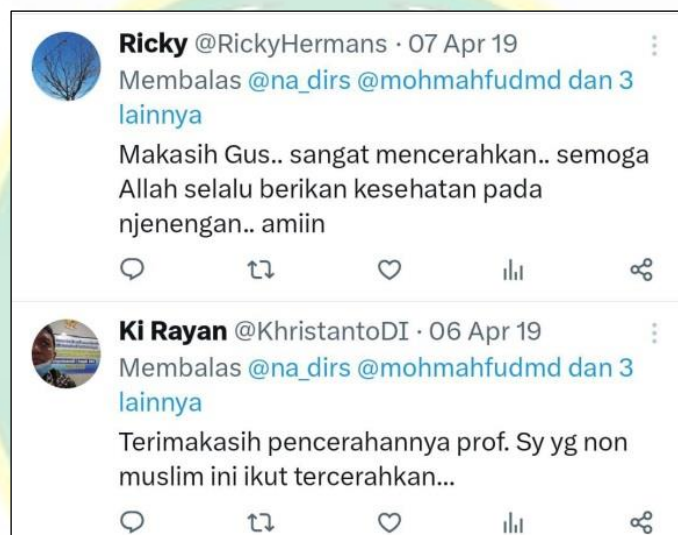 Ricky @RickyHermans · 07 Apr 19
Membalas @na_dirs @mohmahfudmd dan 3
lainnya
Makasih Gus.. sangat mencerahkan.. semoga
Allah selalu berikan kesehatan pada
njenengan.. amiin
Ki Rayan @KhristantoDI · 06 Apr 19
Membalas @na_dirs @mohmahfudmd dan 3
lainnya
Terimakasih pencerahannya prof. Sy yg non
muslim ini ikut tercerahkan...